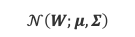 𝒩(𝑾; 𝝁, 𝜮)